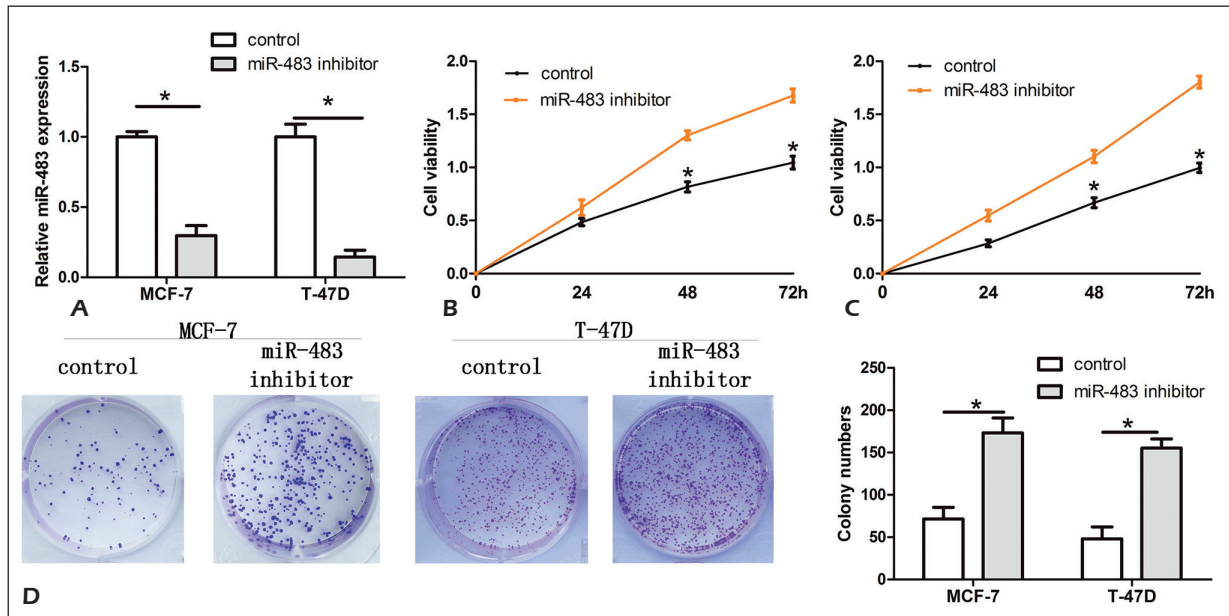 control
miR-483 inhibitor
Relative miR-483 expression
1.5
1.0
0.5
0.0
*
*
MCF-7
T-47D
A
Cell viability
2.0
1.5
1.0
0.5
0.0
control
miR-483 inhibitor
*
*
0
24
48
72h
B
Cell viability
2.0
1.5
1.0
0.5
0.0
control
miR-483 inhibitor
*
*
0
24
48
72h
C
MCF-7
control
miR-483
inhibitor
T-47D
control
miR-483
inhibitor
D
control
miR-483 inhibitor
Colony numbers
250
200
150
100
50
0
*
*
MCF-7
T-47D